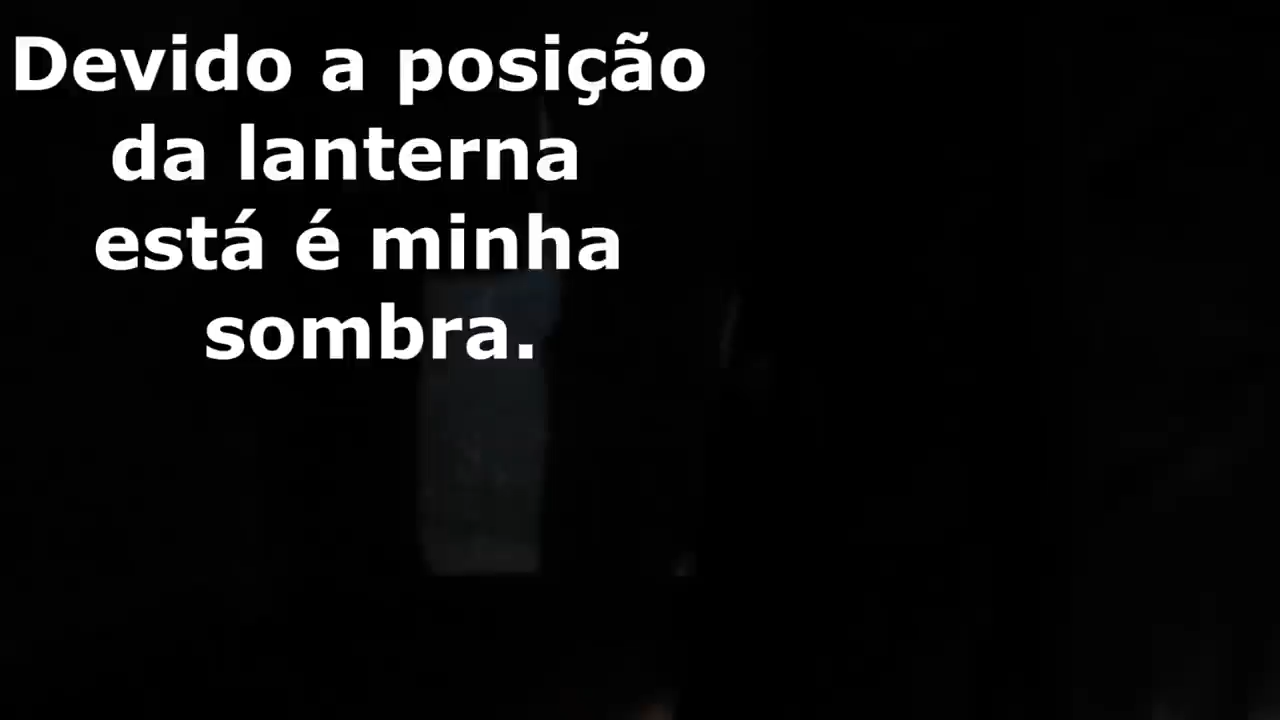 Devido a posição
da lanterna
está é minha
sombra.